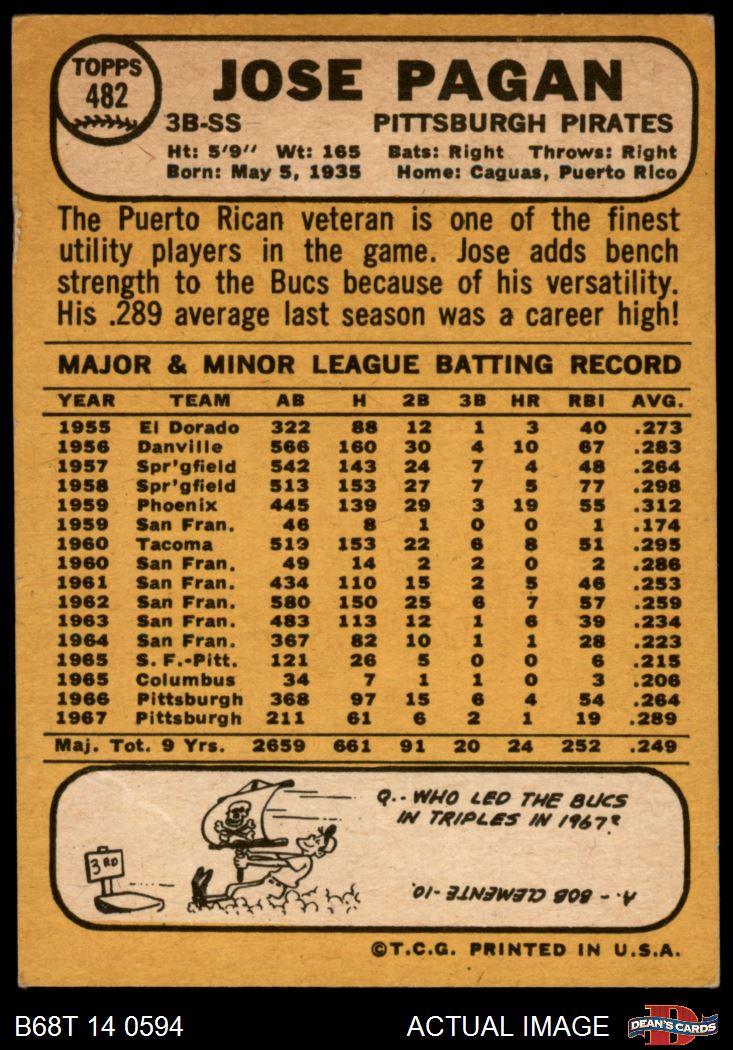 TOPPS
482
JOSE PAGAN
3B-SS PITTSBURGH PIRATES
Ht: 5'9" Wt: 165 Bats: Right Throws: Right
Born: May 5, 1935 Home: Caguas, Puerto Rico
The Puerto Rican veteran is one of the finest
utility players in the game. Jose adds bench
strength to the Bucs because of his versatility.
His .289 average last season was a career high!
MAJOR & MINOR LEAGUE BATTING RECORD
YEAR TEAM AB H 2B 3B HR RBI AVG.
1955 El Dorado 322 88 12 1 3 40 .273
1956 Danville 566 160 30 4 10 67 .283
1957 Spr'gfield 542 143 24 7 4 48 .264
1958 Spr'gfield 513 153 27 7 5 77 .298
1959 Phoenix 445 139 29 3 19 55 .312
1959 San Fran. 46 8 1 0 0 1 .174
1960 Tacoma 519 153 22 6 8 51 .295
1960 San Fran. 49 14 2 2 0 2 .286
1961 San Fran. 434 110 15 2 5 46 .253
1962 San Fran. 580 150 25 6 7 57 .259
1963 San Fran. 483 113 12 1 6 39 .234
1964 San Fran. 367 82 10 1 1 28 .223
1965 S. F.-Pitt. 121 26 5 0 0 6 .215
1965 Columbus 34 7 1 1 0 3 .206
1966 Pittsburgh 368 97 15 6 4 54 .264
1967 Pittsburgh 211 61 6 2 1 19 .289
Maj. Tot. 9 Yrs. 2659 661 91 20 24 252 .249
Q.-- WHO LED THE BUCS
IN TRIPLES IN 1967?
3RD
A.- BOB CLEMENTE-10.
©T.C.G. PRINTED IN U.S.A.
B68T 14 0594 ACTUAL IMAGE D DEAN'S CARDS